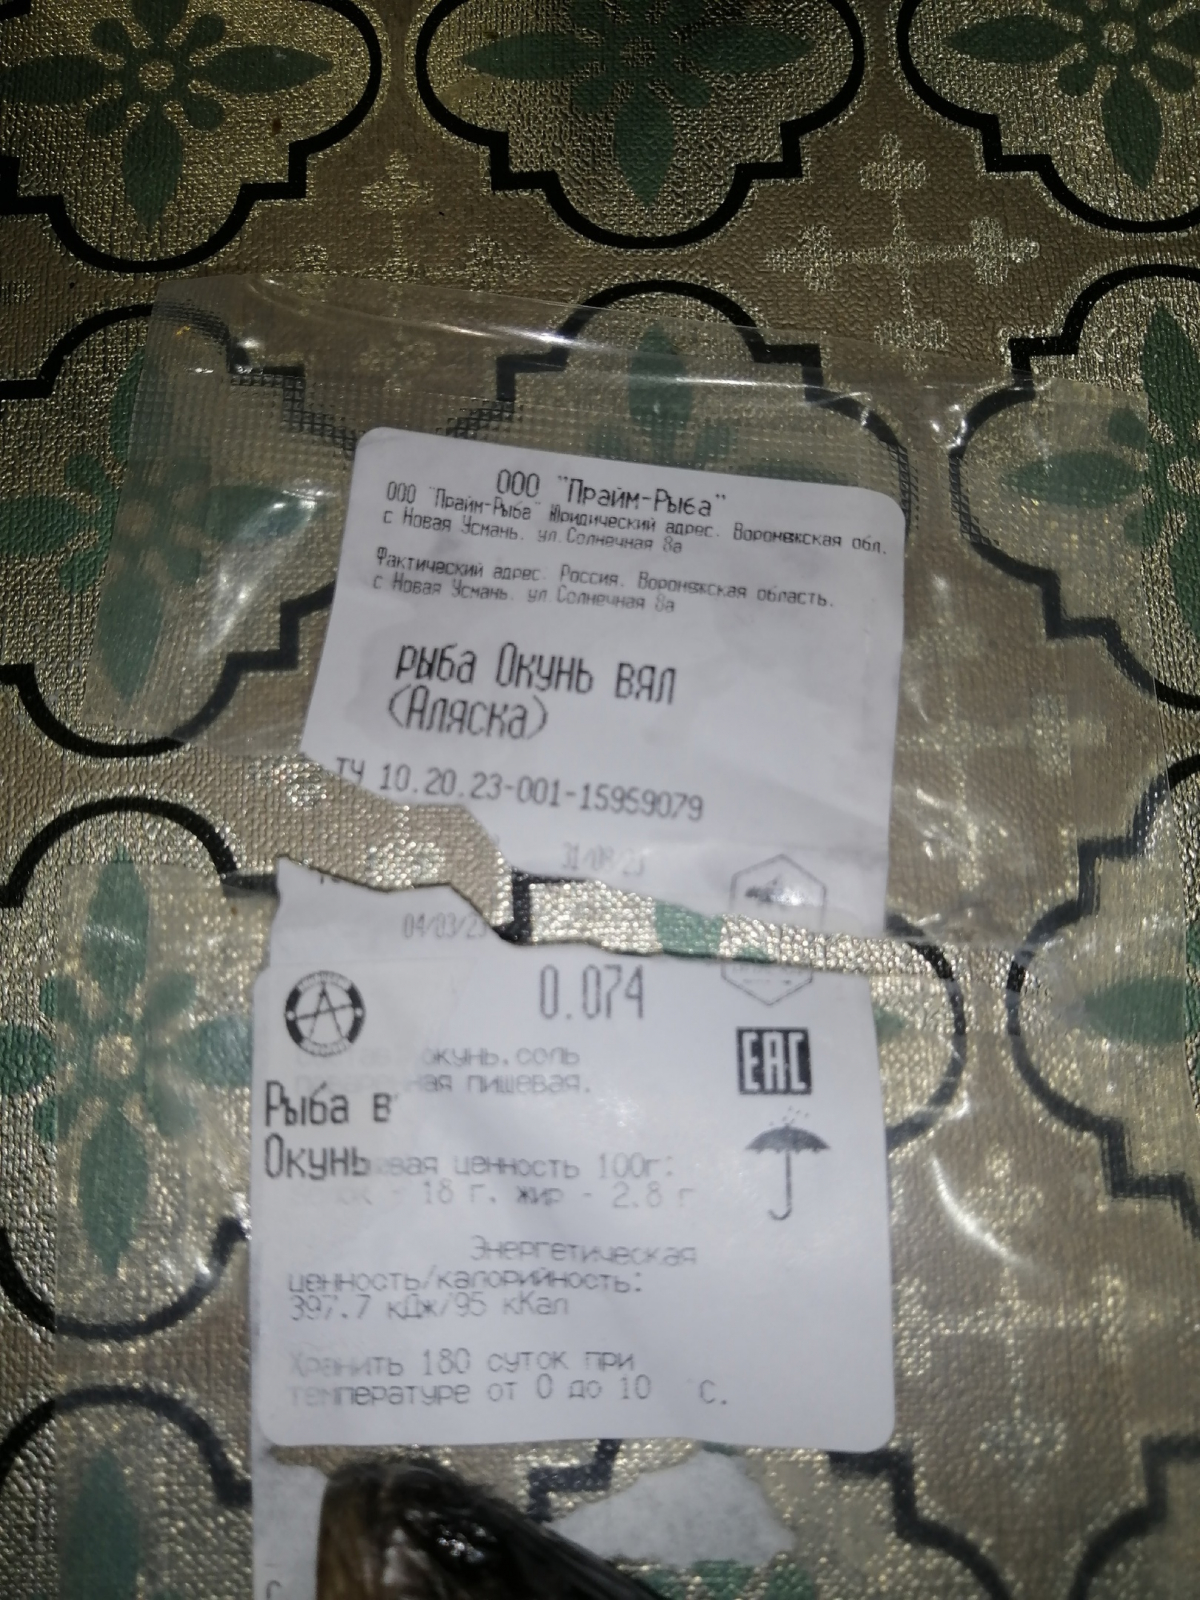 ООО "Прайм-Рыба"
ООО "Прайм-Рыба" Юридический адрес. Воронежская обл.
с Новая Усмань. ул.Солнечная 8а
Фактический адрес. Россия. Воронежская область.
с Новая Усмань. ул.Солнечная 8а
рыба Окунь вял
(Аляска)
ТУ 10.20.23-001-15959079
31/08/23
04/03/23
0.074
окунь,соль
ная пищевая.
EAC
Рыба в
Окунь
вая ценность 100г:
- 18 г. жир - 2.8 г
Энергетическая
ценность/калорийность:
397.7 кДж/95 кКал
Хранить 180 суток при
температуре от 0 до 10 С.